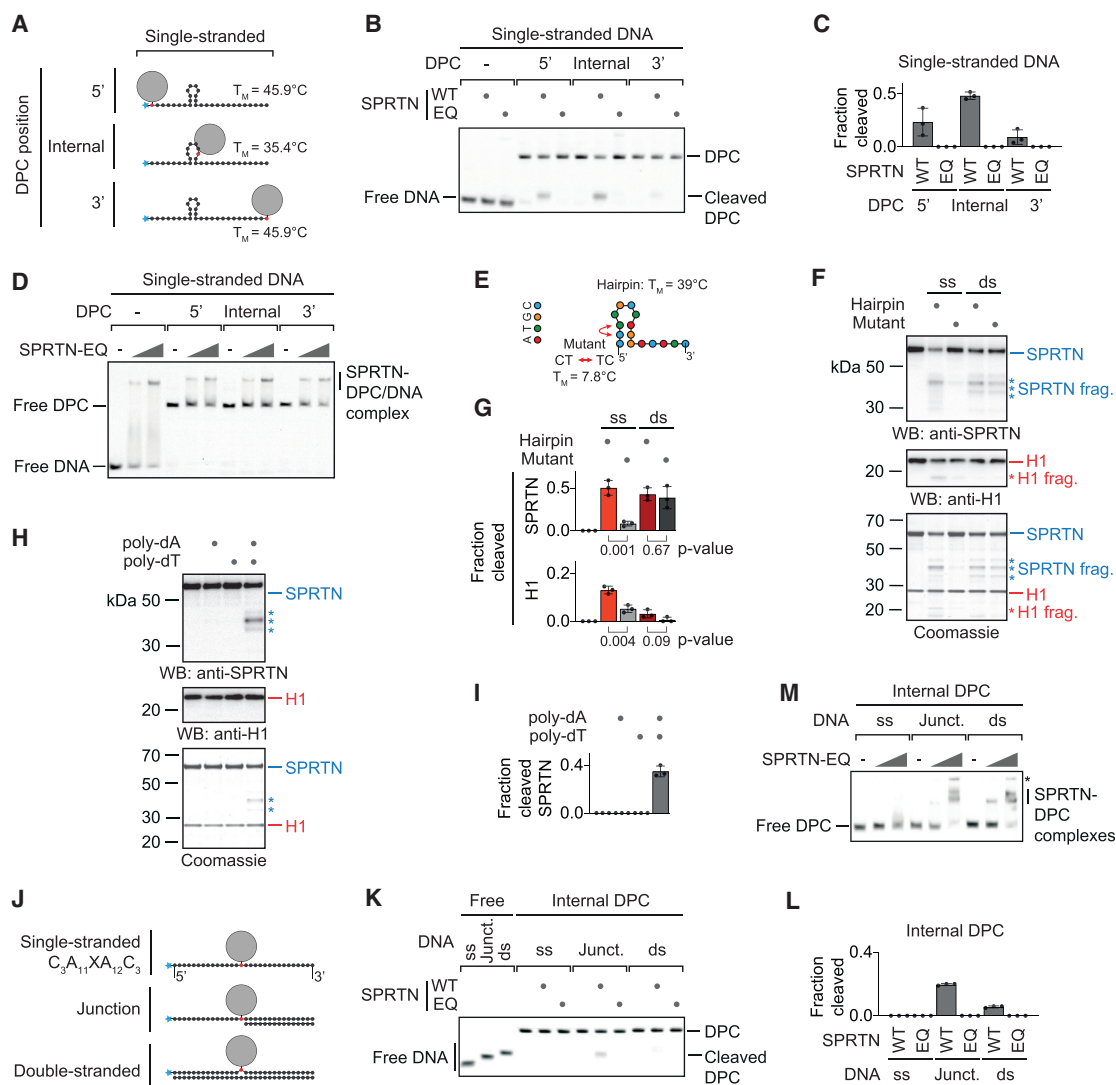 A
Single-stranded
DPC position
5'
T_M = 45.9°C
Internal
T_M = 35.4°C
3'
T_M = 45.9°C
B
Single-stranded DNA
DPC - 5' Internal 3'
SPRTN WT
EQ
DPC
Free DNA
Cleaved DPC
C
Single-stranded DNA
Fraction cleaved
0.5
0.0
SPRTN WT EQ WT EQ WT EQ
DPC 5' Internal 3'
D
Single-stranded DNA
DPC - 5' Internal 3'
SPRTN-EQ - - - -
SPRTN-DPC/DNA complex
Free DPC
Free DNA
E
A T G C
Hairpin: T_M = 39°C
Mutant
CT ↔ TC
T_M = 7.8°C
5' 3'
F
ss ds
Hairpin
Mutant
kDa
50
30
SPRTN
* * * SPRTN frag.
WB: anti-SPRTN
20
H1
* H1 frag.
WB: anti-H1
70
50
30
20
SPRTN
* * * SPRTN frag.
H1
* H1 frag.
Coomassie
G
ss ds
Hairpin
Mutant
Fraction cleaved
SPRTN
0.5
0.0
0.001 0.67 p-value
H1
0.2
0.0
0.004 0.09 p-value
H
poly-dA
poly-dT
kDa
50
30
SPRTN
* * *
WB: anti-SPRTN
20
H1
WB: anti-H1
70
50
30
20
SPRTN
* *
H1
Coomassie
I
poly-dA
poly-dT
Fraction cleaved SPRTN
0.4
0.0
J
Single-stranded
C₃A₁₁XA₁₂C₃
5' 3'
Junction
Double-stranded
K
Free Internal DPC
DNA ss Junct. ds ss Junct. ds
SPRTN WT
EQ
DPC
Free DNA
Cleaved DPC
L
Internal DPC
Fraction cleaved
0.5
0.0
SPRTN WT EQ WT EQ WT EQ
DNA ss Junct. ds
M
Internal DPC
DNA ss Junct. ds
SPRTN-EQ - - -
*
SPRTN-DPC complexes
Free DPC